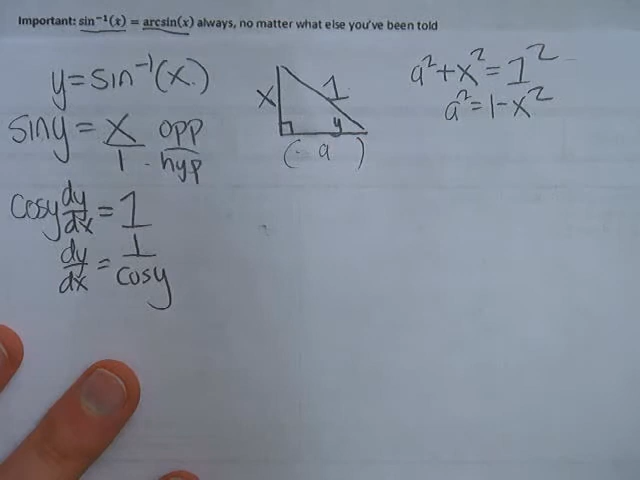 Important: sin⁻¹(x) = arcsin(x) always, no matter what else you've been told
y = sin⁻¹(x)
sin y = x/1 opp/hyp
cos y dy/dx = 1
dy/dx = 1/cos y
x 1
y
( a )
a² + x² = 1²
a² = 1 - x²